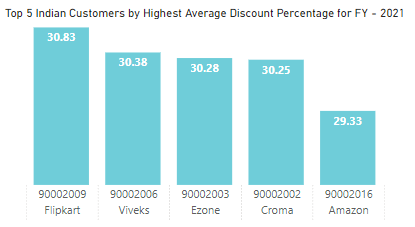 Top 5 Indian Customers by Highest Average Discount Percentage for FY - 2021
30.83
30.38
30.28
30.25
29.33
90002009 90002006 90002003 90002002 90002016
Flipkart Viveks Ezone Croma Amazon